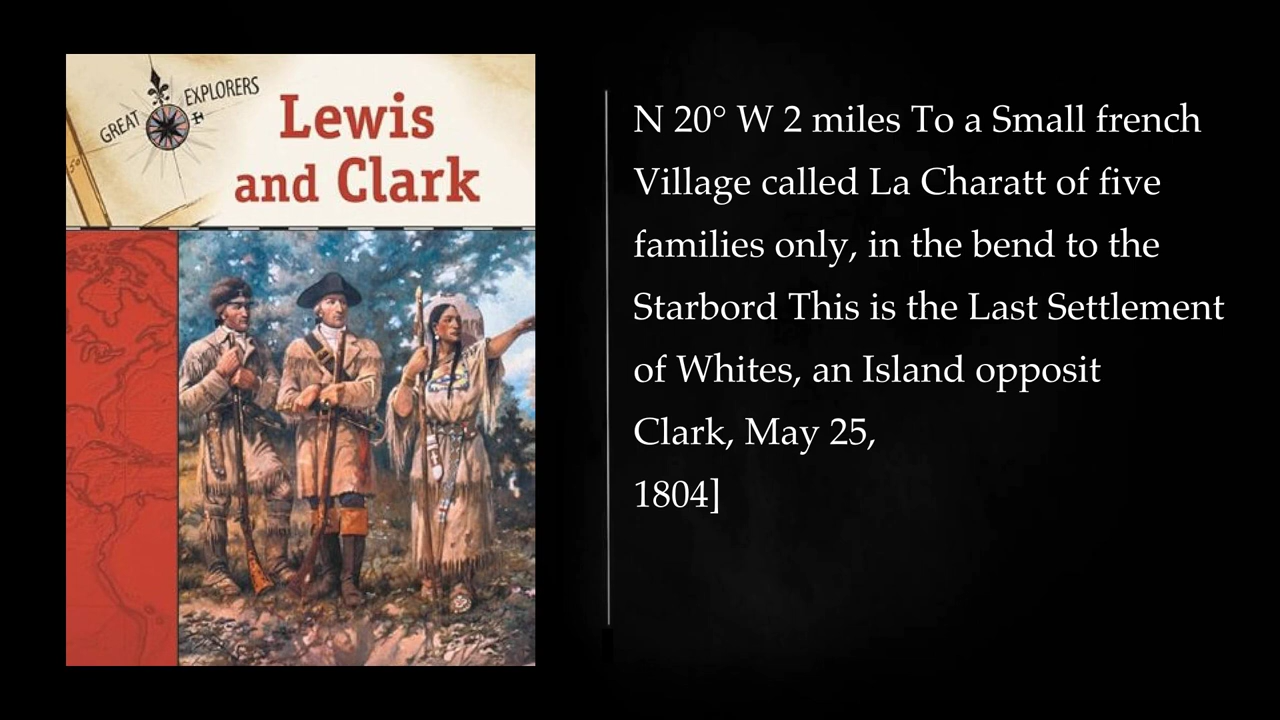 GREAT EXPLORERS
Lewis
and Clark
N 20° W 2 miles To a Small french
Village called La Charatt of five
families only, in the bend to the
Starbord This is the Last Settlement
of Whites, an Island opposit
Clark, May 25,
1804]